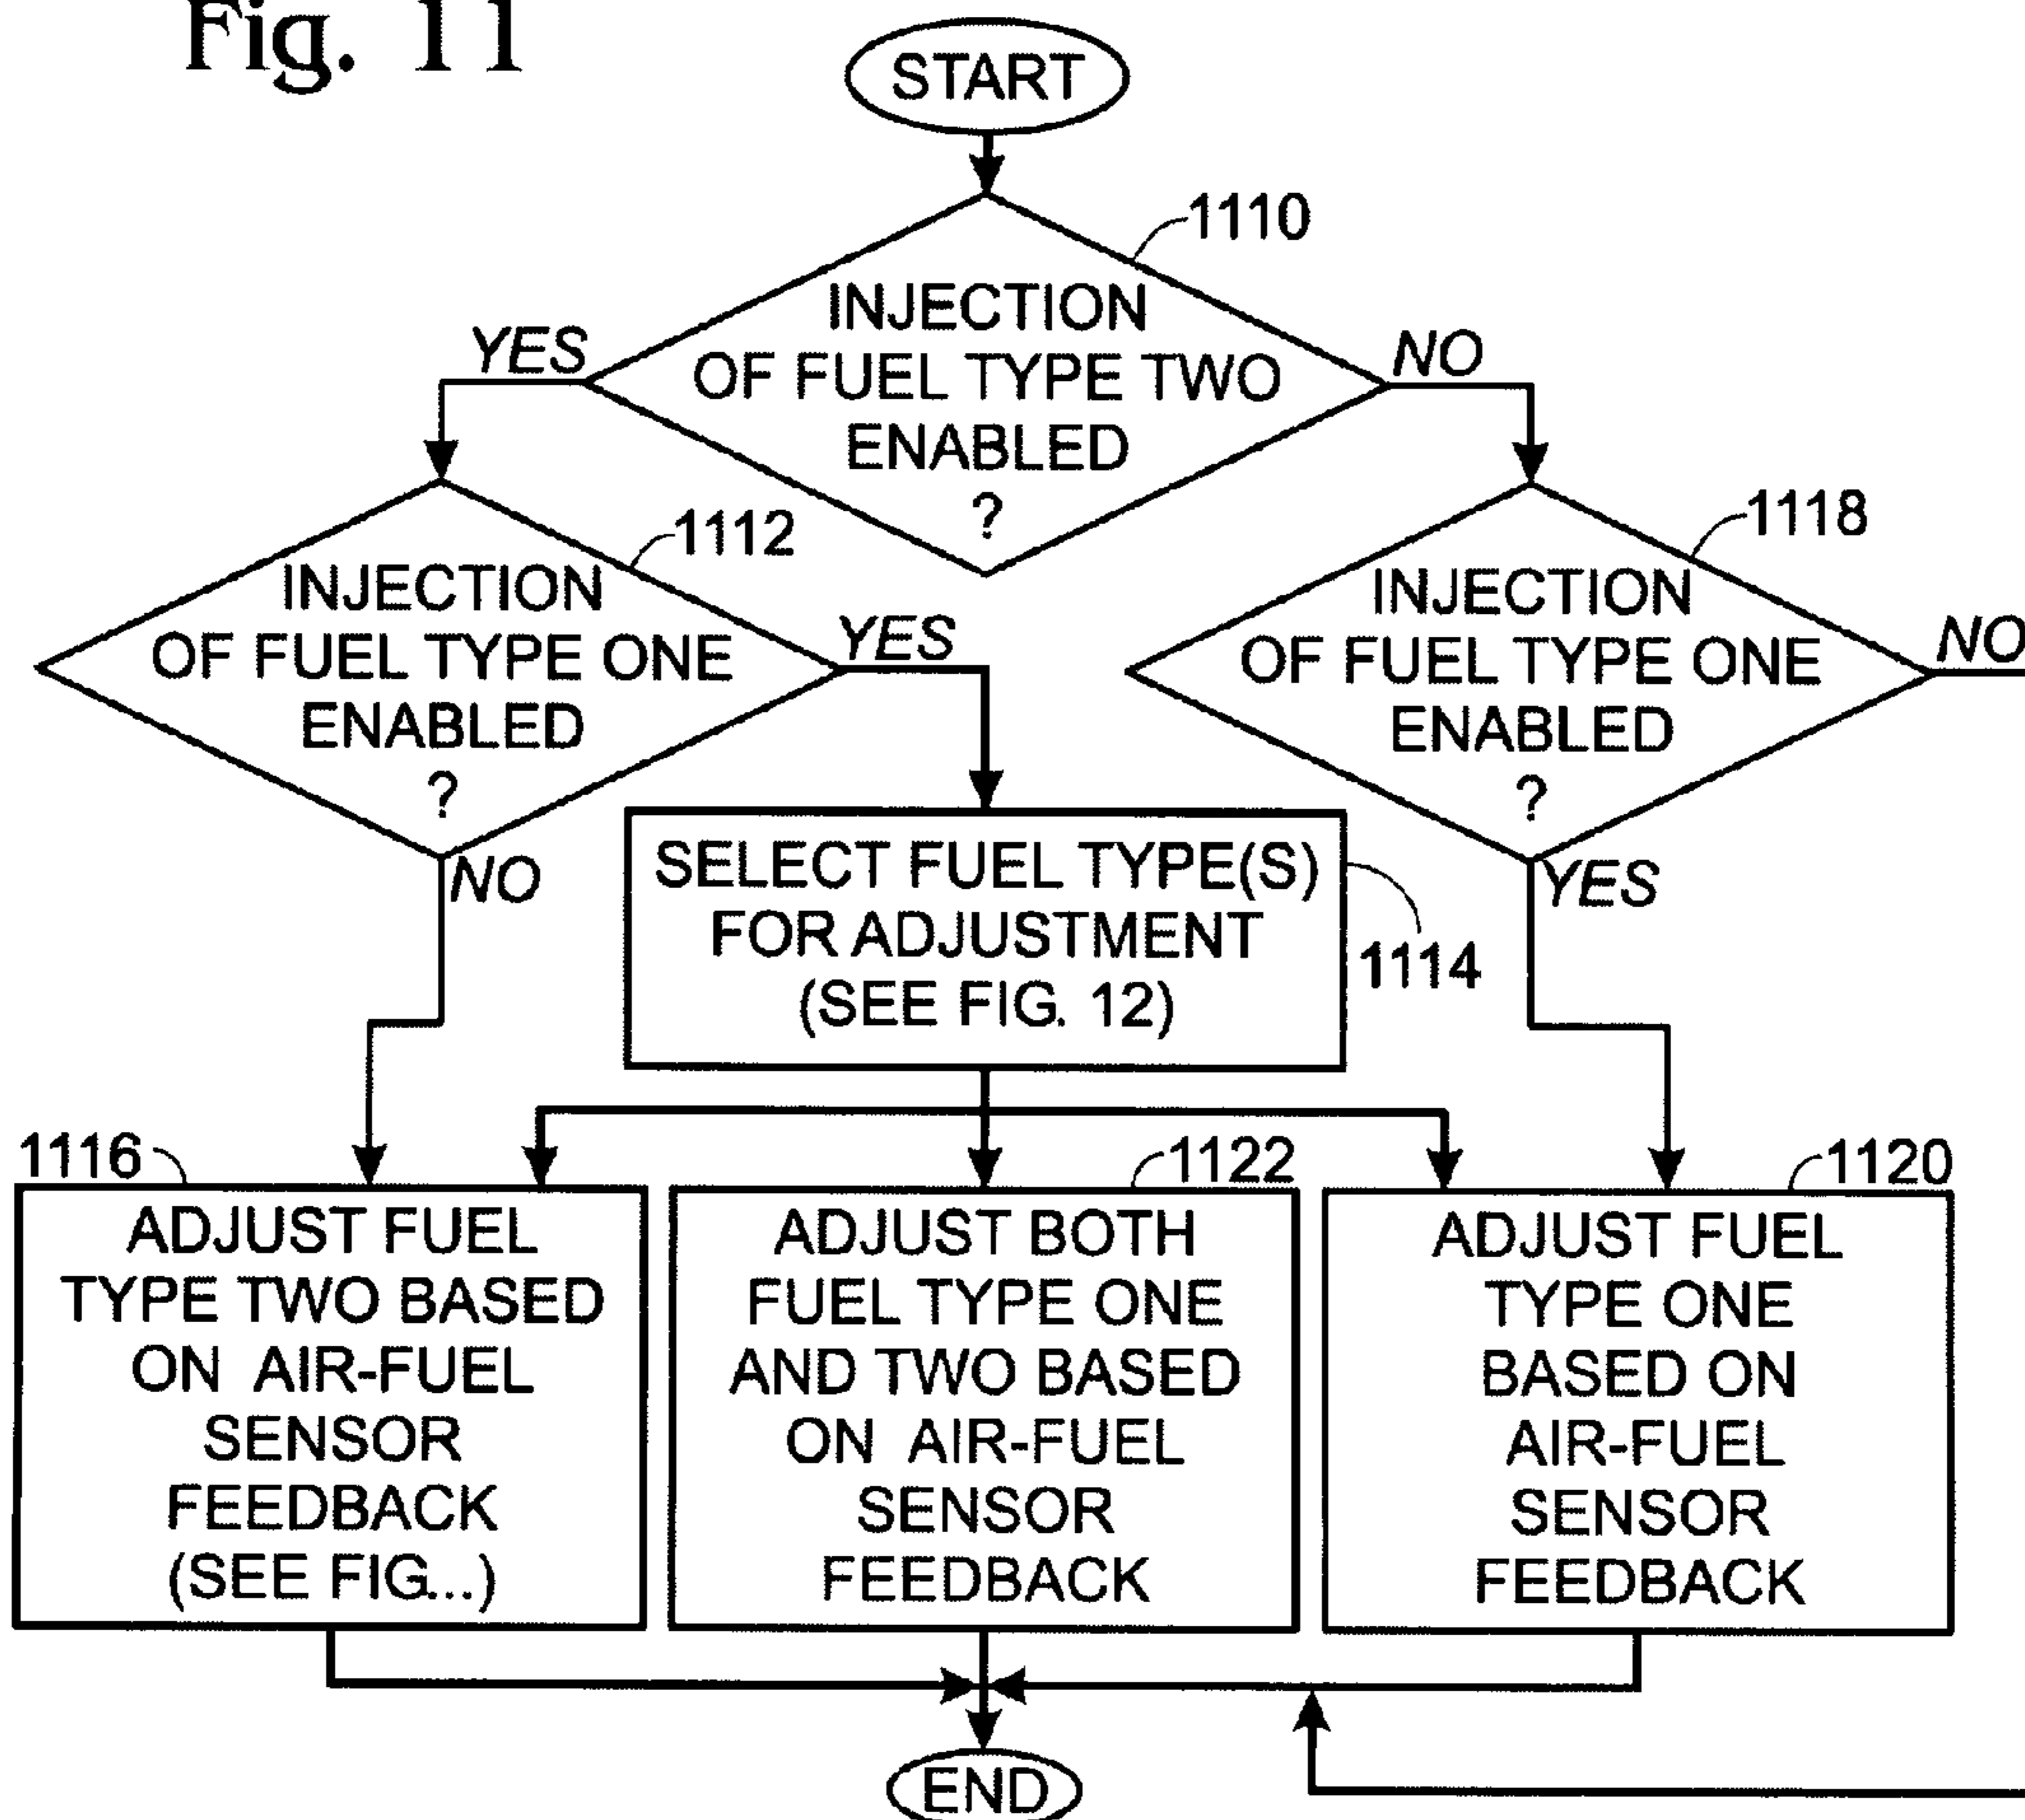 Fig. 11
START
1110
INJECTION
OF FUEL TYPE TWO
ENABLED
?
YES
NO
1112
INJECTION
OF FUEL TYPE ONE
ENABLED
?
YES
NO
1118
INJECTION
OF FUEL TYPE ONE
ENABLED
?
NO
YES
SELECT FUEL TYPE(S)
FOR ADJUSTMENT
(SEE FIG. 12)
1114
1116
ADJUST FUEL
TYPE TWO BASED
ON AIR-FUEL
SENSOR
FEEDBACK
(SEE FIG...)
1122
ADJUST BOTH
FUEL TYPE ONE
AND TWO BASED
ON AIR-FUEL
SENSOR
FEEDBACK
1120
ADJUST FUEL
TYPE ONE
BASED ON
AIR-FUEL
SENSOR
FEEDBACK
END